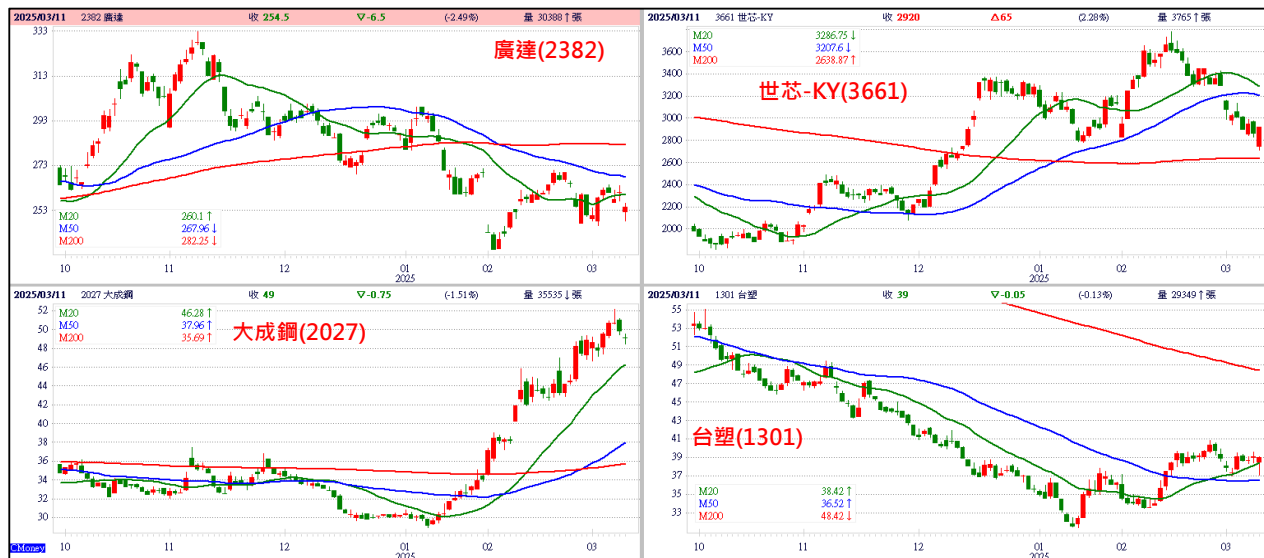 2025/03/11 2382 廣達 收 254.5 ▽-6.5 (-2.49%) 量 30388↑張
廣達(2382)
333
313
293
273
253
M20 260.1↑
M50 267.96↓
M200 282.25↓
10 11 12 01 02 03
2025
2025/03/11 3661 世芯-KY 收 2920 △65 (2.28%) 量 3765↑張
M20 3286.75↓
M50 3207.6↓
M200 2638.87↑
世芯-KY(3661)
3600
3400
3200
3000
2800
2600
2400
2200
2000
10 11 12 01 02 03
2025
2025/03/11 2027 大成鋼 收 49 ▽-0.75 (-1.51%) 量 35535↓張
M20 46.28↑
M50 37.96↑
M200 35.69↑
大成鋼(2027)
52
50
48
46
44
42
40
38
36
34
32
30
10 11 12 01 02 03
2025
CMoney
2025/03/11 1301 台塑 收 39 ▽-0.05 (-0.13%) 量 29349↑張
55
53
51
49
47
45
43
41
39
37
35
33
台塑(1301)
M20 38.42↑
M50 36.52↑
M200 48.42↓
10 11 12 01 02 03
2025